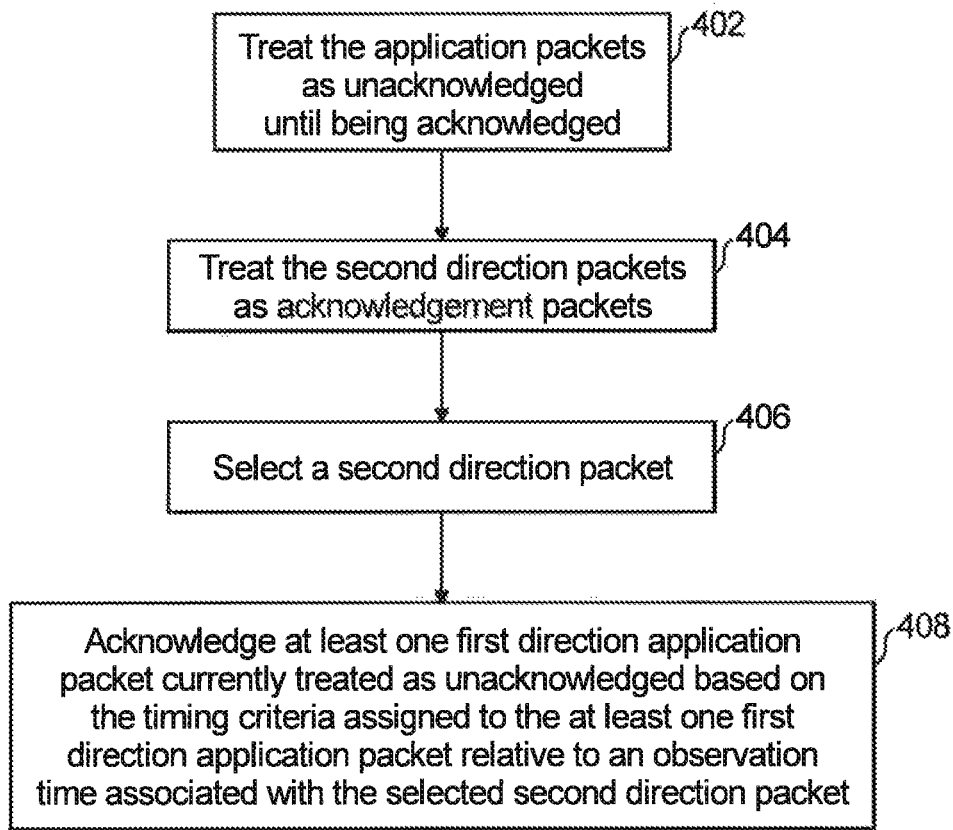 Treat the application packets
as unacknowledged
until being acknowledged
402
Treat the second direction packets
as acknowledgement packets
404
Select a second direction packet
406
Acknowledge at least one first direction application
packet currently treated as unacknowledged based on
the timing criteria assigned to the at least one first
direction application packet relative to an observation
time associated with the selected second direction packet
408